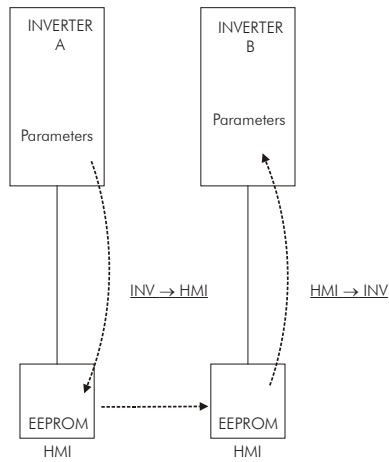 INVERTER
A
Parameters
INVERTER
B
Parameters
INV → HMI
HMI → INV
EEPROM
HMI
EEPROM
HMI